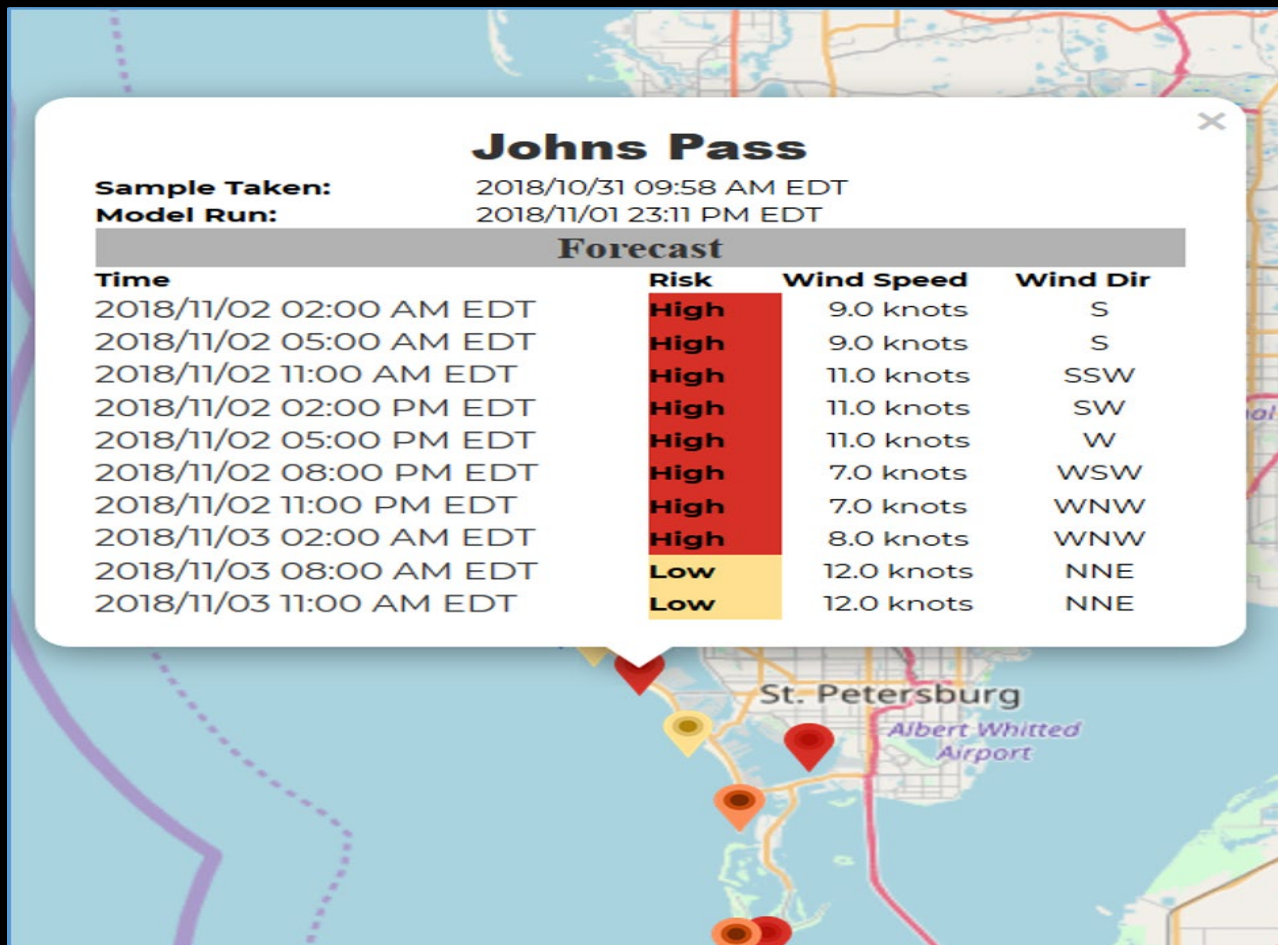 ×
Johns Pass
Sample Taken: 2018/10/31 09:58 AM EDT
Model Run: 2018/11/01 23:11 PM EDT
Forecast
Time Risk Wind Speed Wind Dir
2018/11/02 02:00 AM EDT High 9.0 knots S
2018/11/02 05:00 AM EDT High 9.0 knots S
2018/11/02 11:00 AM EDT High 11.0 knots SSW
2018/11/02 02:00 PM EDT High 11.0 knots SW
2018/11/02 05:00 PM EDT High 11.0 knots W
2018/11/02 08:00 PM EDT High 7.0 knots WSW
2018/11/02 11:00 PM EDT High 7.0 knots WNW
2018/11/03 02:00 AM EDT High 8.0 knots WNW
2018/11/03 08:00 AM EDT Low 12.0 knots NNE
2018/11/03 11:00 AM EDT Low 12.0 knots NNE
St. Petersburg
Albert Whitted
Airport